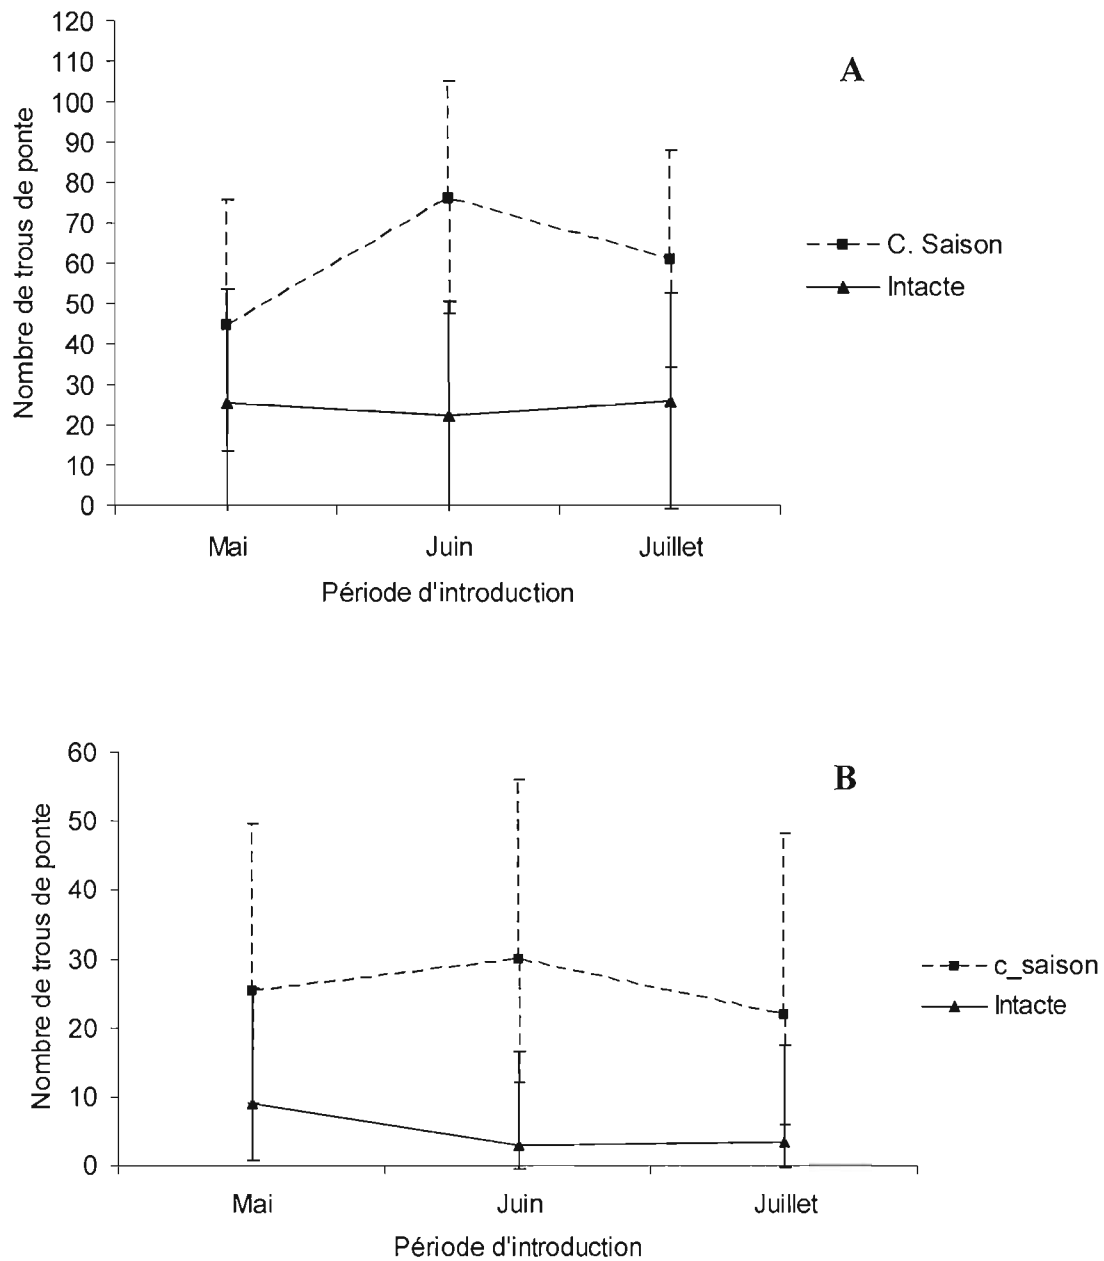 120
110
100
90
80
70
60
50
40
30
20
10
0
Nombre de trous de ponte
A
C. Saison
Intacte
Mai Juin Juillet
Période d'introduction
60
50
40
30
20
10
0
Nombre de trous de ponte
B
c_saison
Intacte
Mai Juin Juillet
Période d'introduction